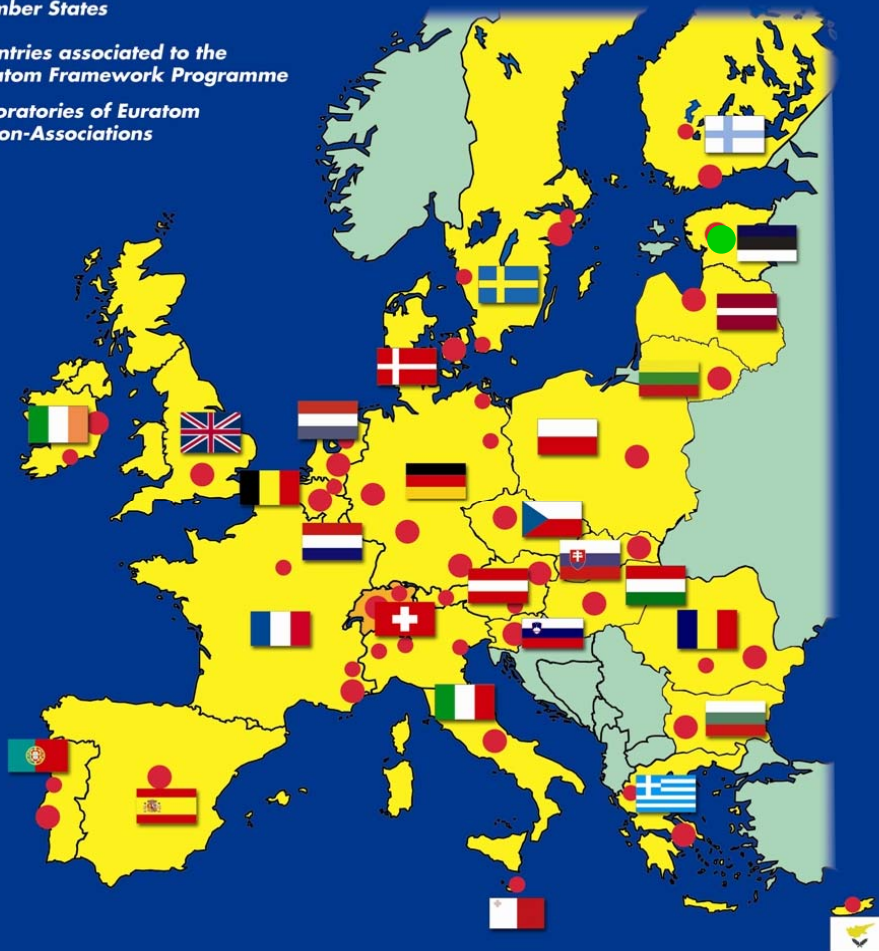 mber States
ntries associated to the
atom Framework Programme
oratories of Euratom
on-Associations